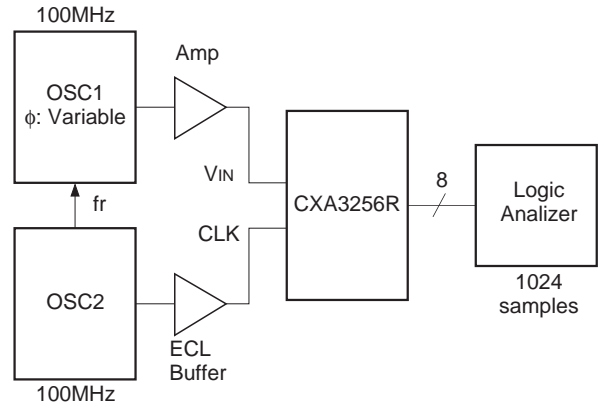 100MHz
OSC1
ϕ: Variable
Amp
VIN
fr
CLK
CXA3256R
8
Logic
Analizer
1024
samples
OSC2
ECL
Buffer
100MHz